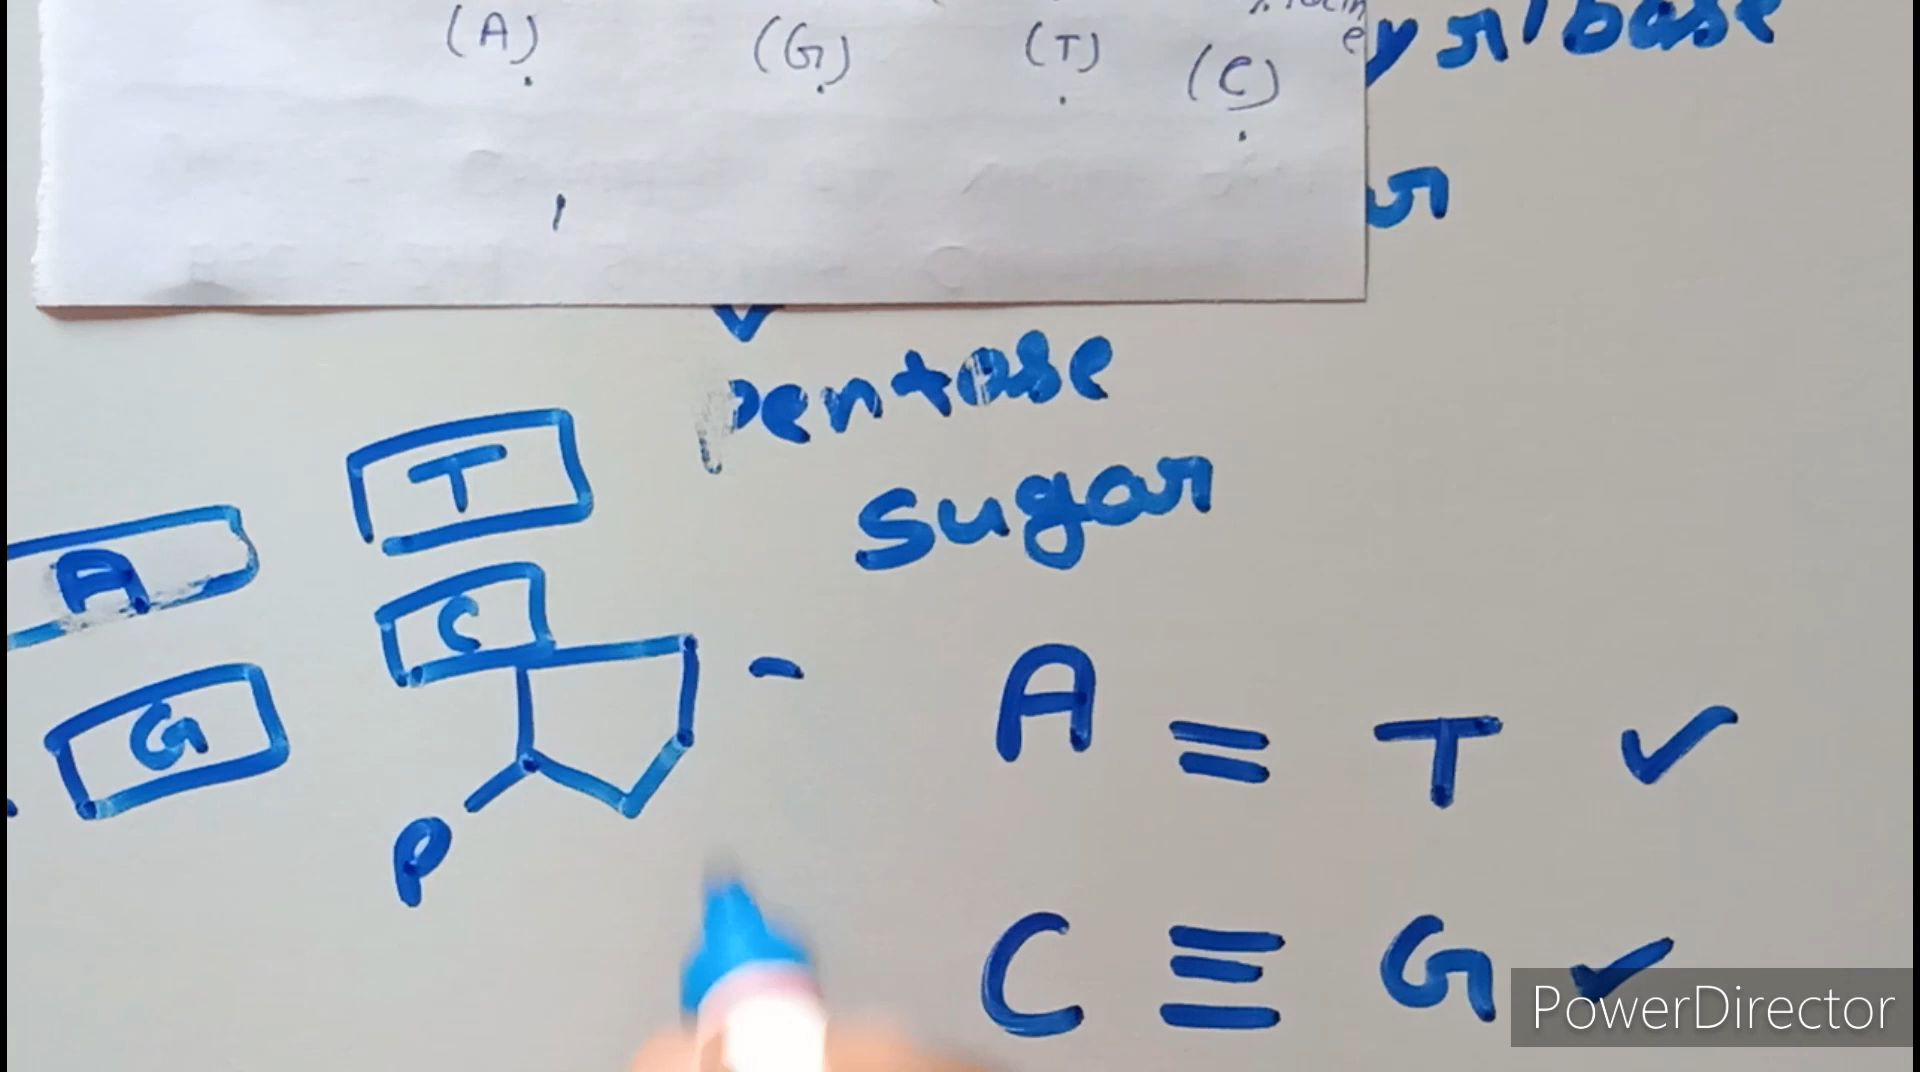 (A) (G) (T) (C)
base
pentose
sugar
T
A
C
G
P
A = T ✓
C ≡ G ✓
PowerDirector